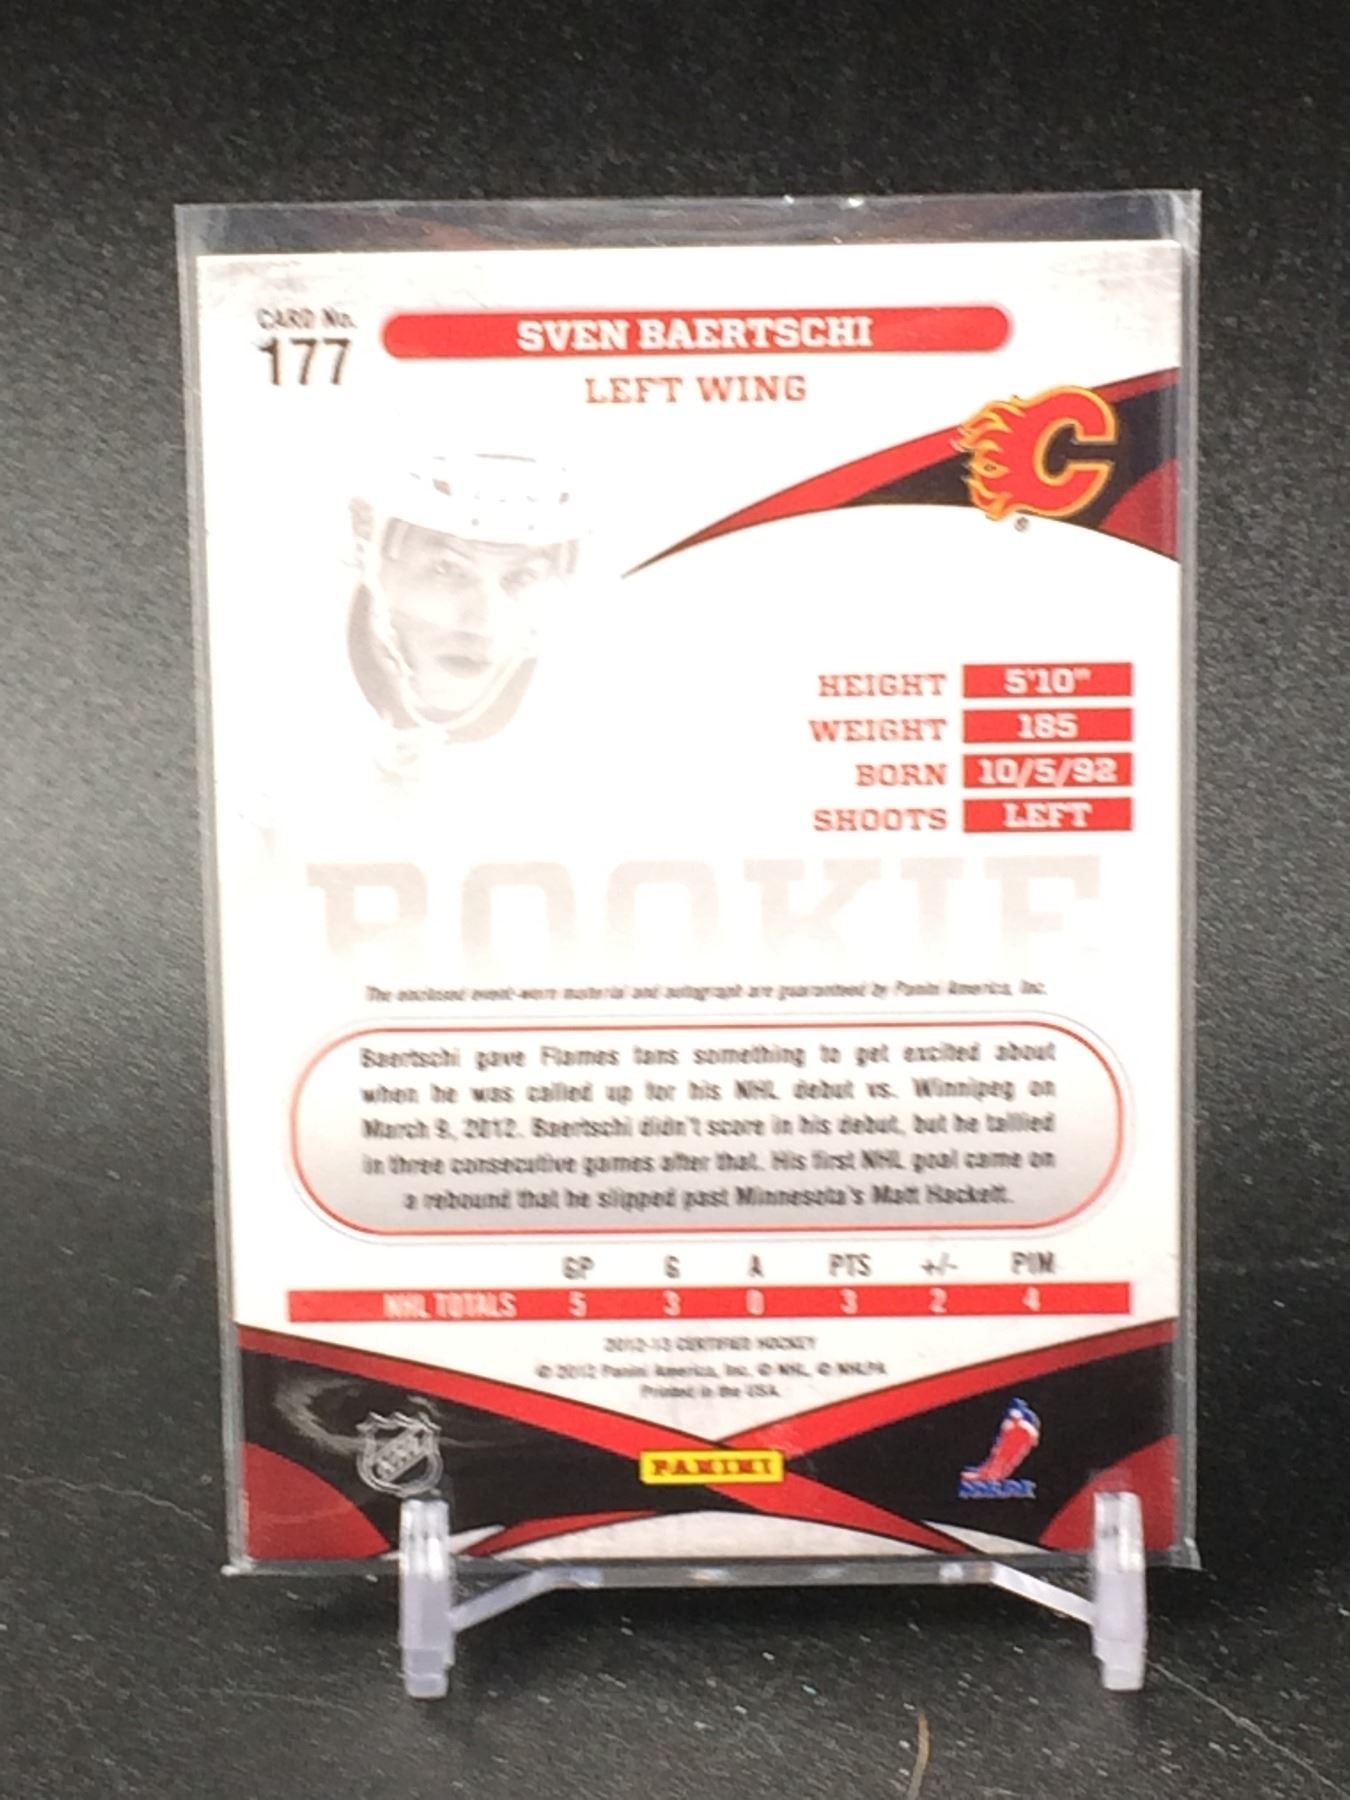 CARD No.
177
SVEN BAERTSCHI
LEFT WING
C
®
HEIGHT 5'10"
WEIGHT 185
BORN 10/5/92
SHOOTS LEFT
ROOKIE
The enclosed event-worn material and autograph are guaranteed by Panini America, Inc.
Baertschi gave Flames fans something to get excited about
when he was called up for his NHL debut vs. Winnipeg on
March 9, 2012. Baertschi didn't score in his debut, but he tallied
in three consecutive games after that. His first NHL goal came on
a rebound that he slipped past Minnesota's Matt Hackett.
GP G A PTS +/- PIM
NHL TOTALS 5 3 0 3 2 4
2012-13 CERTIFIED HOCKEY
© 2012 Panini America, Inc. © NHL, © NHLPA
Printed in the USA
NHL
PANINI
NHLPA